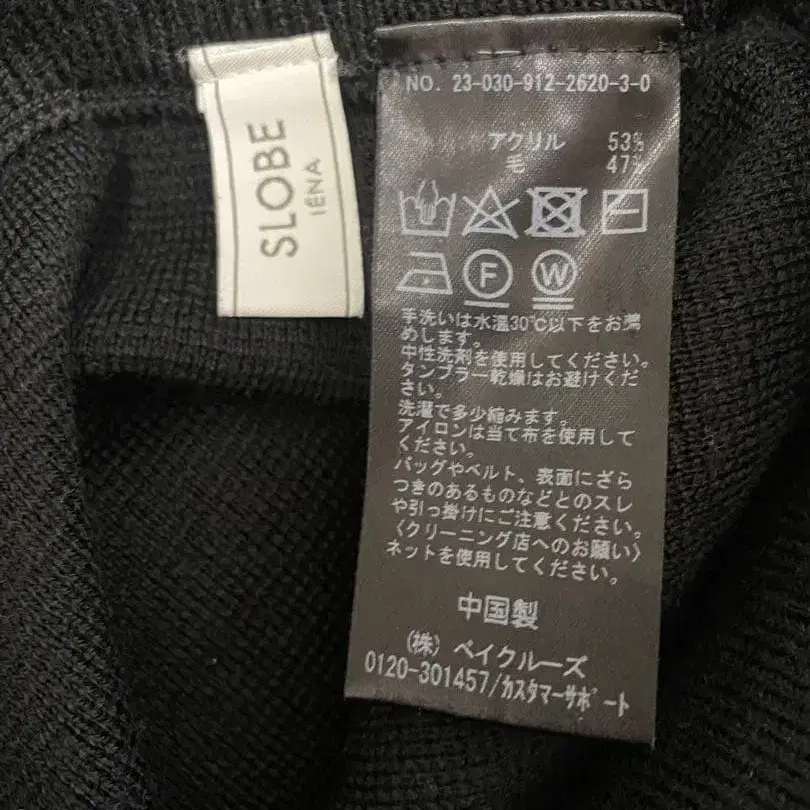 SLOBE
IÉNA
NO. 23-030-912-2620-3-0
アクリル 53%
毛 47%
F W
手洗いは水温30℃以下をお薦
めします。
中性洗剤を使用してください。
タンブラー乾燥はお避けくだ
さい。
洗濯で多少縮みます。
アイロンは当て布を使用して
ください。
バッグやベルト、表面にざら
つきのあるものなどとのスレ
や引っ掛けにご注意ください。
〈クリーニング店へのお願い〉
ネットを使用してください。
中国製
(株) ベイクルーズ
0120-301457/カスタマーサポート